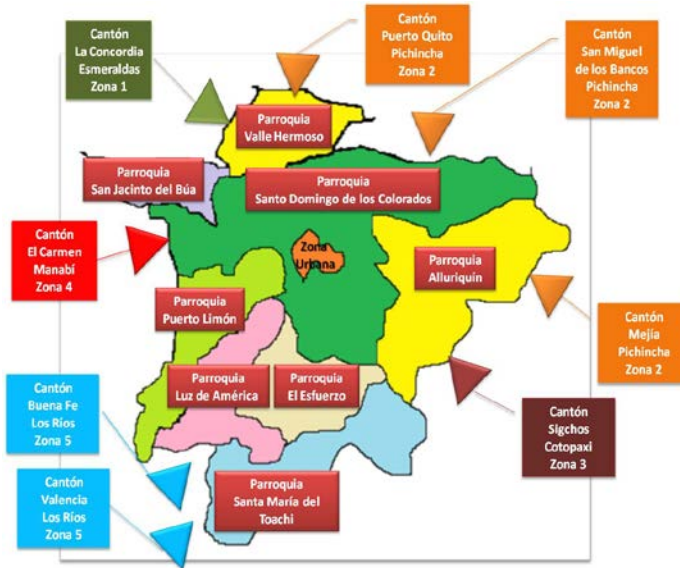 Cantón
La Concordia
Esmeraldas
Zona 1
Cantón
Puerto Quito
Pichincha
Zona 2
Cantón
San Miguel
de los Bancos
Pichincha
Zona 2
Parroquia
Valle Hermoso
Parroquia
San Jacinto del Búa
Parroquia
Santo Domingo de los Colorados
Cantón
El Carmen
Manabí
Zona 4
Zona
Urbana
Parroquia
Alluriquín
Parroquia
Puerto Limón
Cantón
Mejía
Pichincha
Zona 2
Parroquia
Luz de América
Parroquia
El Esfuerzo
Cantón
Buena Fe
Los Ríos
Zona 5
Cantón
Sigchos
Cotopaxi
Zona 3
Cantón
Valencia
Los Ríos
Zona 5
Parroquia
Santa María del
Toachi